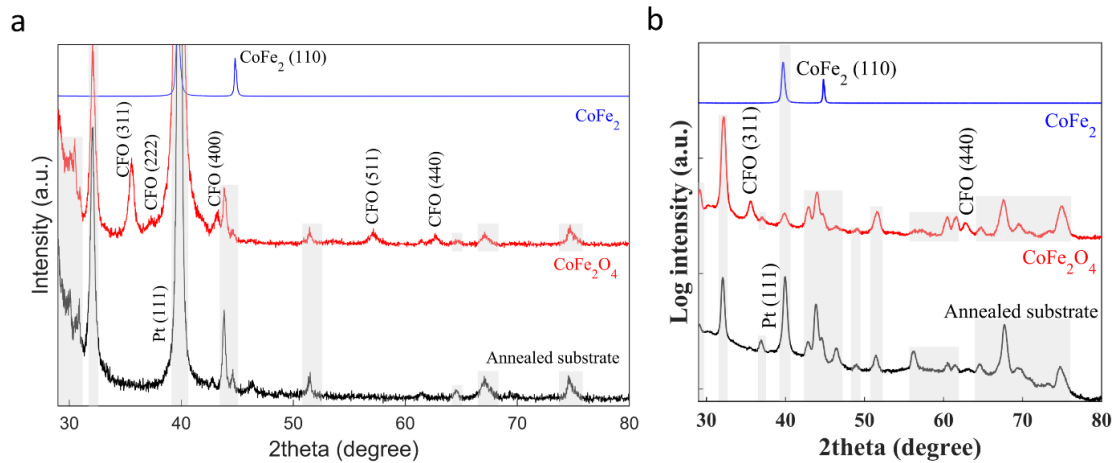 a
CoFe2 (110)
CoFe2
CFO (311)
CFO (222)
CFO (400)
CFO (511)
CFO (440)
CoFe2O4
Pt (111)
Annealed substrate
Intensity (a.u.)
30 40 50 60 70 80
2theta (degree)
b
CoFe2 (110)
CoFe2
CFO (311)
CFO (440)
CoFe2O4
Pt (111)
Annealed substrate
Log intensity (a.u.)
30 40 50 60 70 80
2theta (degree)